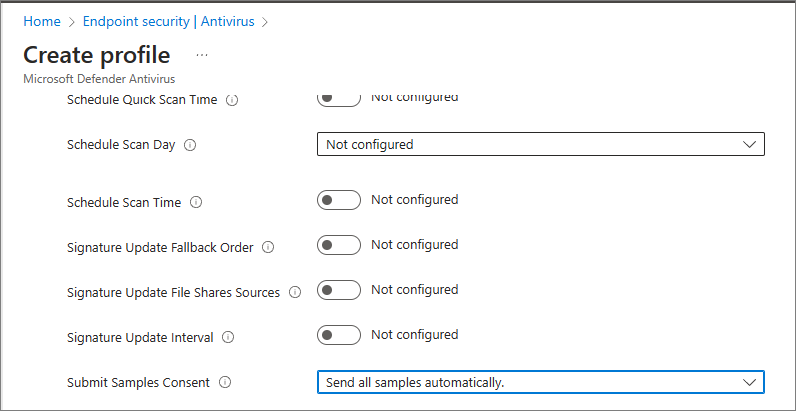 Home > Endpoint security | Antivirus >
Create profile ...
Microsoft Defender Antivirus
Schedule Quick Scan Time Not configured
Schedule Scan Day Not configured
Schedule Scan Time Not configured
Signature Update Fallback Order Not configured
Signature Update File Shares Sources Not configured
Signature Update Interval Not configured
Submit Samples Consent Send all samples automatically.